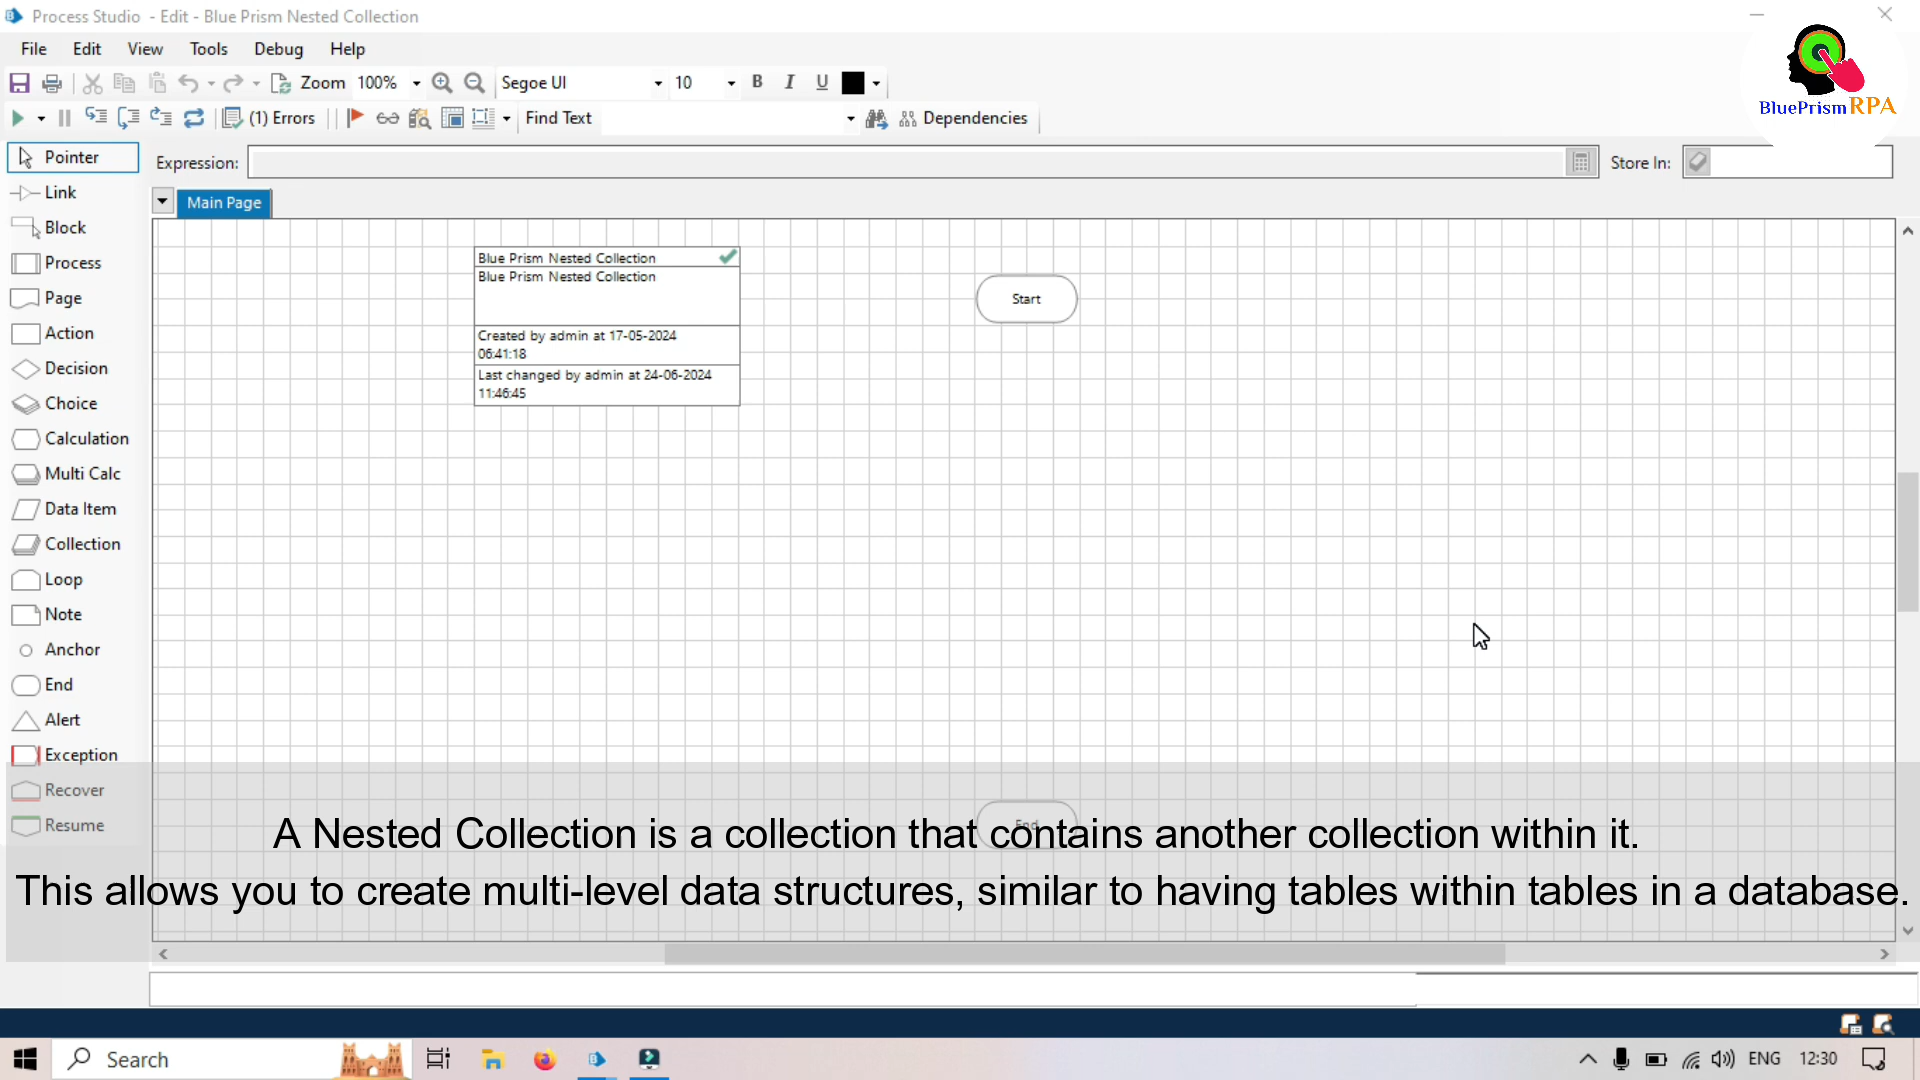 Process Studio - Edit - Blue Prism Nested Collection
File Edit View Tools Debug Help
Zoom 100% Segoe UI 10 B I U
(1) Errors Find Text Dependencies
BluePrism RPA
Pointer
Expression: Store In:
Link
Main Page
Block
Process
Page
Action
Decision
Choice
Calculation
Multi Calc
Data Item
Collection
Loop
Note
Anchor
End
Alert
Exception
Recover
Resume
Blue Prism Nested Collection
Blue Prism Nested Collection
Created by admin at 17-05-2024
06:41:18
Last changed by admin at 24-06-2024
11:46:45
Start
End
A Nested Collection is a collection that contains another collection within it.
This allows you to create multi-level data structures, similar to having tables within tables in a database.
Search
ENG 12:30